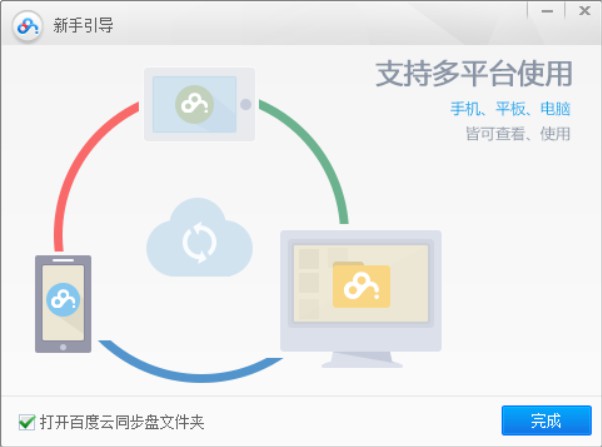 新手引导
支持多平台使用
手机、平板、电脑
皆可查看、使用
打开百度云同步盘文件夹
完成